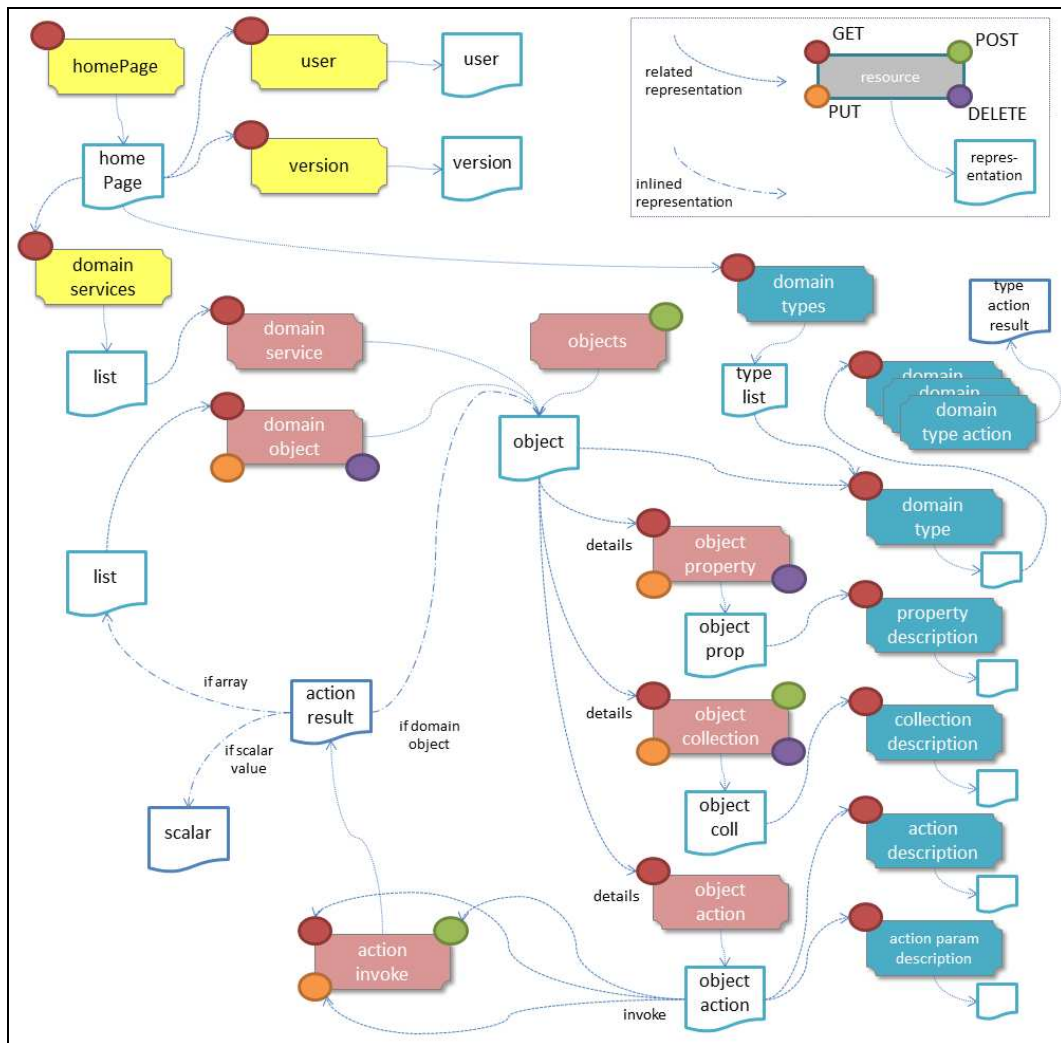 homePage
user
user
home
Page
version
version
GET
POST
resource
related
representation
PUT
DELETE
inlined
representation
repres-
entation
domain
services
domain
types
type
action
result
list
domain
service
objects
type
list
domain
domain
domain
type action
domain
object
object
domain
type
list
details
object
property
object
prop
property
description
if array
action
result
if domain
object
details
object
collection
collection
description
if scalar
value
scalar
object
coll
action
description
details
object
action
action
invoke
action param
description
invoke
object
action